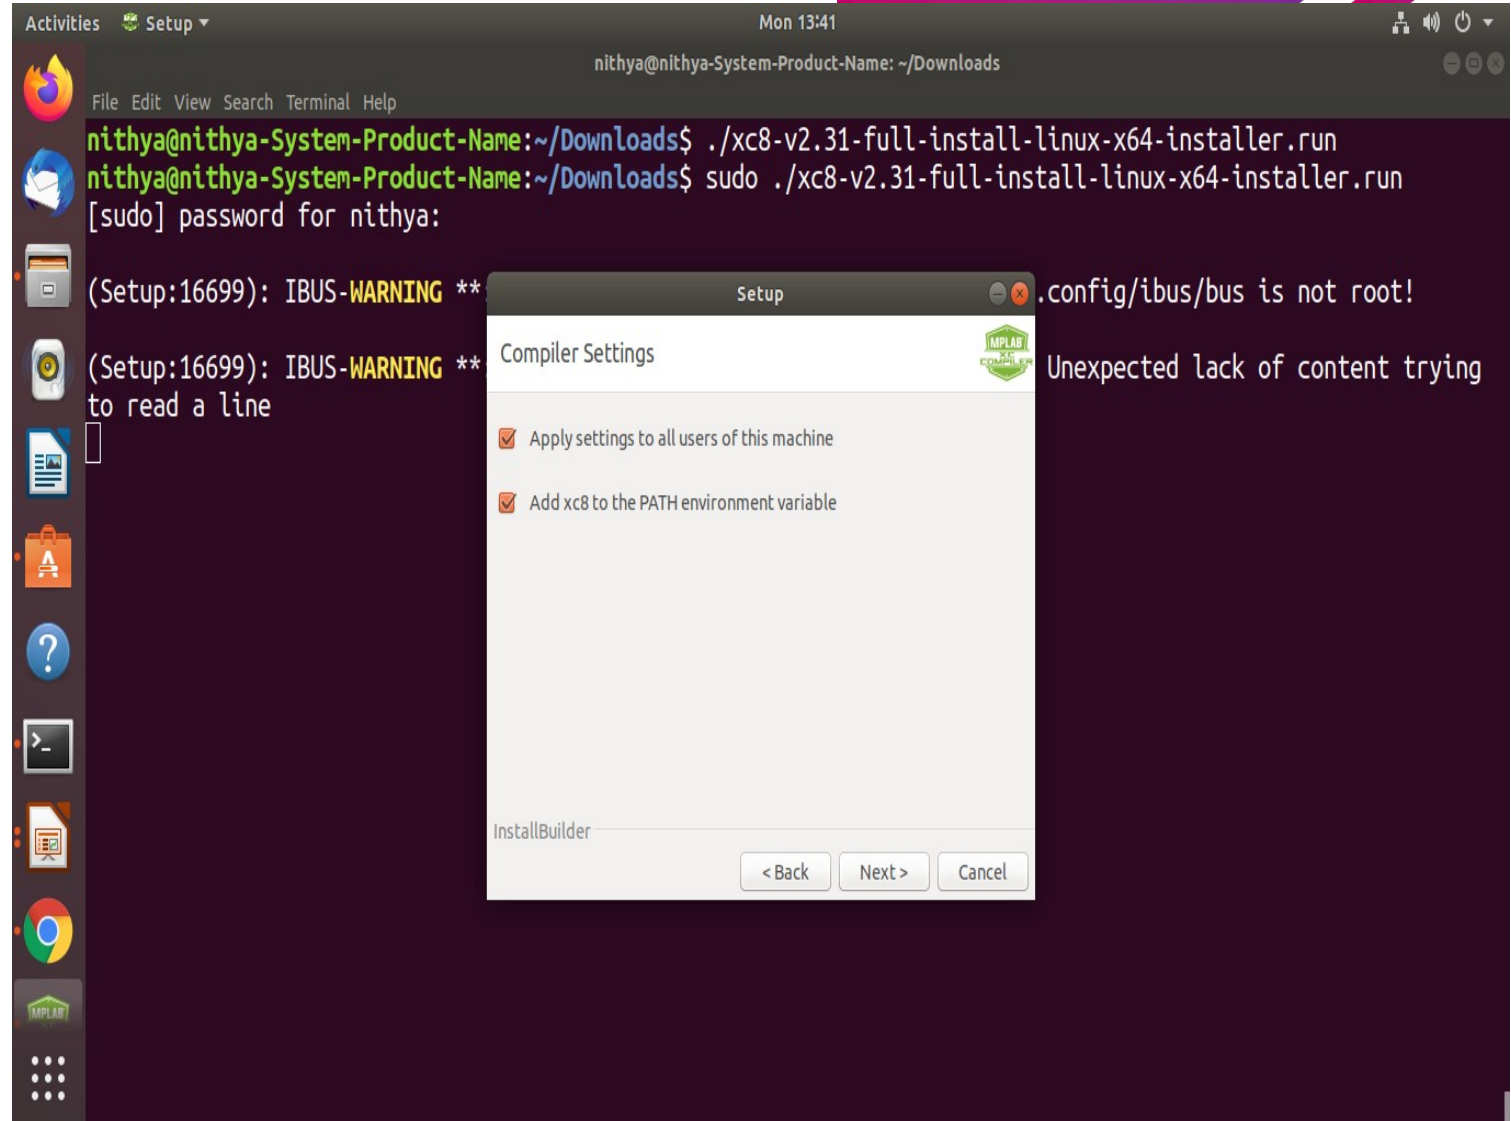 Activities Setup Mon 13:41
nithya@nithya-System-Product-Name: ~/Downloads
File Edit View Search Terminal Help
nithya@nithya-System-Product-Name:~/Downloads$ ./xc8-v2.31-full-install-linux-x64-installer.run
nithya@nithya-System-Product-Name:~/Downloads$ sudo ./xc8-v2.31-full-install-linux-x64-installer.run
[sudo] password for nithya:
(Setup:16699): IBUS-WARNING **: .config/ibus/bus is not root!
(Setup:16699): IBUS-WARNING **: Unexpected lack of content trying
to read a line
Setup
Compiler Settings
MPLAB
XC
COMPILER
Apply settings to all users of this machine
Add xc8 to the PATH environment variable
InstallBuilder
< Back Next > Cancel
MPLAB